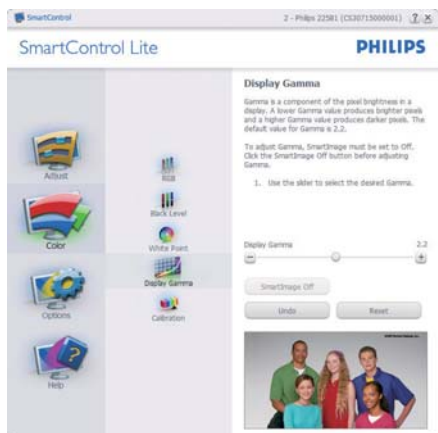 SmartControl
2 - Philips 225B1 (CS30713000001)
? X
SmartControl Lite
PHILIPS
Adjust
Color
Options
Help
RGB
Black Level
White Point
Display Gamma
Calibration
Display Gamma
Gamma is a component of the pixel brightness in a
display. A lower Gamma value produces brighter pixels
and a higher Gamma value produces darker pixels. The
default value for Gamma is 2.2.
To adjust Gamma, SmartImage must be set to Off.
Click the SmartImage Off button before adjusting
Gamma.
1. Use the slider to select the desired Gamma.
Display Gamma
2.2
SmartImage Off
Undo
Reset